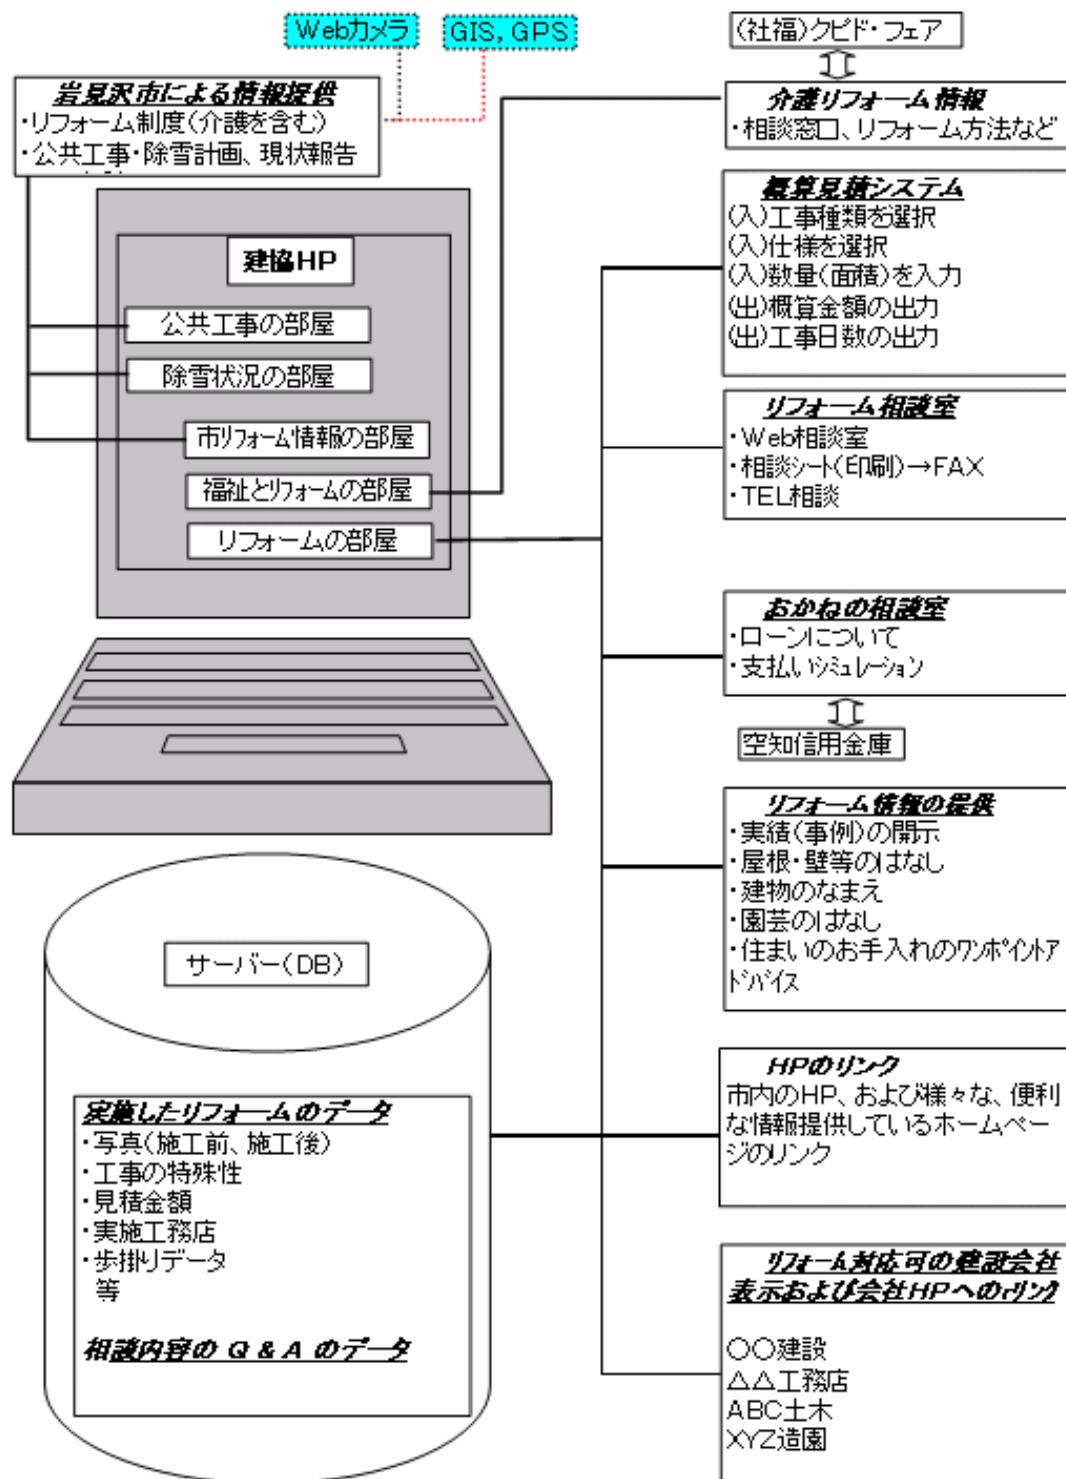 Webカメラ
GIS，GPS
岩見沢市による情報提供
・リフォーム制度(介護を含む)
・公共工事・除雪計画、現状報告
建協HP
公共工事の部屋
除雪状況の部屋
市リフォーム情報の部屋
福祉とリフォームの部屋
リフォームの部屋
(社福)クピド・フェア
介護リフォーム情報
・相談窓口、リフォーム方法など
概算見積システム
(入)工事種類を選択
(入)仕様を選択
(入)数量(面積)を入力
(出)概算金額の出力
(出)工事日数の出力
リフォーム相談室
・Web相談室
・相談シート(印刷)→FAX
・TEL相談
おかねの相談室
・ローンについて
・支払いシミュレーション
空知信用金庫
リフォーム情報の提供
・実績(事例)の開示
・屋根・壁等のはなし
・建物のなまえ
・園芸のはなし
・住まいのお手入れのワンポイントア
ドバイス
HPのリンク
市内のHP、および様々な、便利
な情報提供しているホームペー
ジのリンク
リフォーム対応可の建設会社
表示および会社HPへのリンク
〇〇建設
△△工務店
ABC土木
XYZ造園
サーバー(DB)
実施したリフォームのデータ
・写真(施工前、施工後)
・工事の特殊性
・見積金額
・実施工務店
・歩掛りデータ
等
相談内容の Q & A のデータ